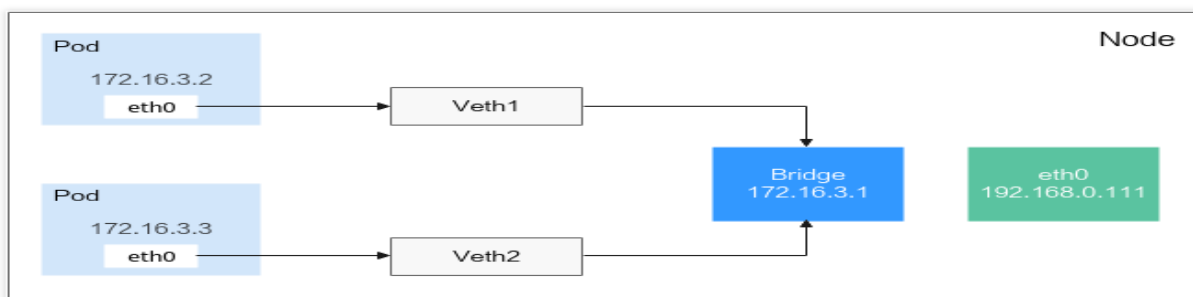 Node
Pod
172.16.3.2
eth0
Veth1
Bridge
172.16.3.1
eth0
192.168.0.111
Pod
172.16.3.3
eth0
Veth2